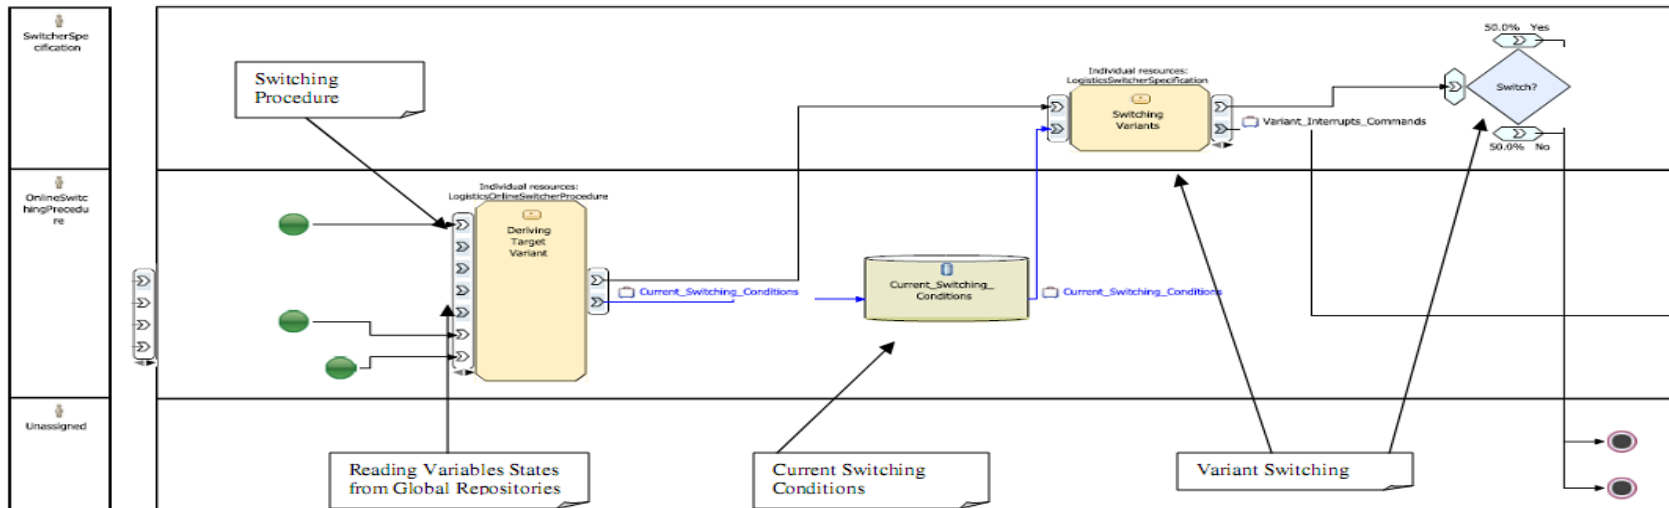 SwitcherSpe
cification
Switching
Procedure
Individual resources:
LogisticsSwitcherSpecification
Switching
Variants
Variant_Interrupts_Commands
50.0% Yes
Switch?
50.0% No
OnlineSwitc
hingPrecedu
re
Individual resources:
LogisticsOnlineSwitcherProcedure
Deriving
Target
Variant
Current_Switching_Conditions
Current_Switching_
Conditions
Current_Switching_Conditions
Unassigned
Reading Variables States
from Global Repositories
Current Switching
Conditions
Variant Switching